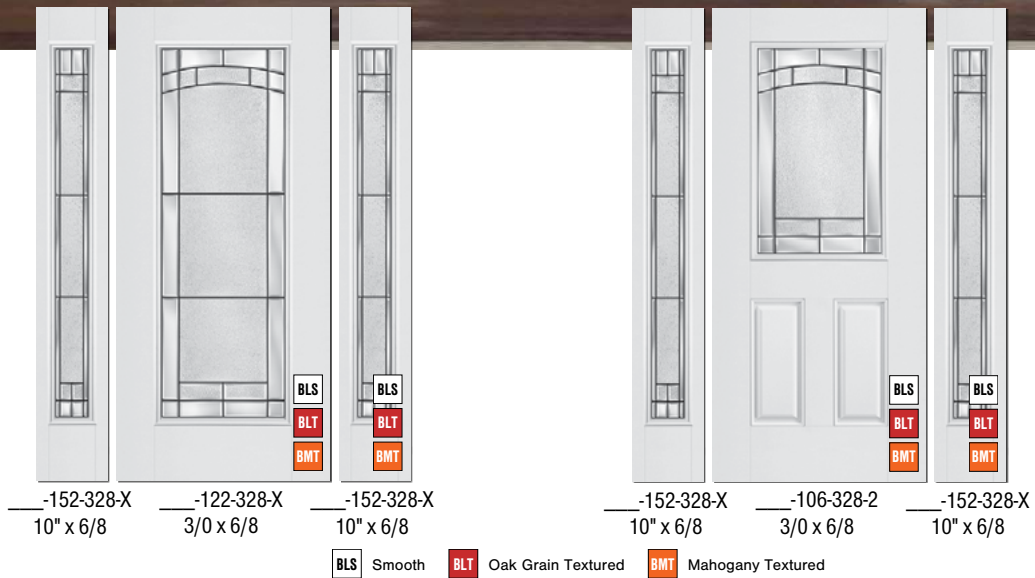 BLS BLS BLS BLS
BLT BLT BLT BLT
BMT BMT BMT BMT
___-152-328-X ___-122-328-X ___-152-328-X ___-152-328-X ___-106-328-2 ___-152-328-X
10" x 6/8 3/0 x 6/8 10" x 6/8 10" x 6/8 3/0 x 6/8 10" x 6/8
BLS Smooth BLT Oak Grain Textured BMT Mahogany Textured